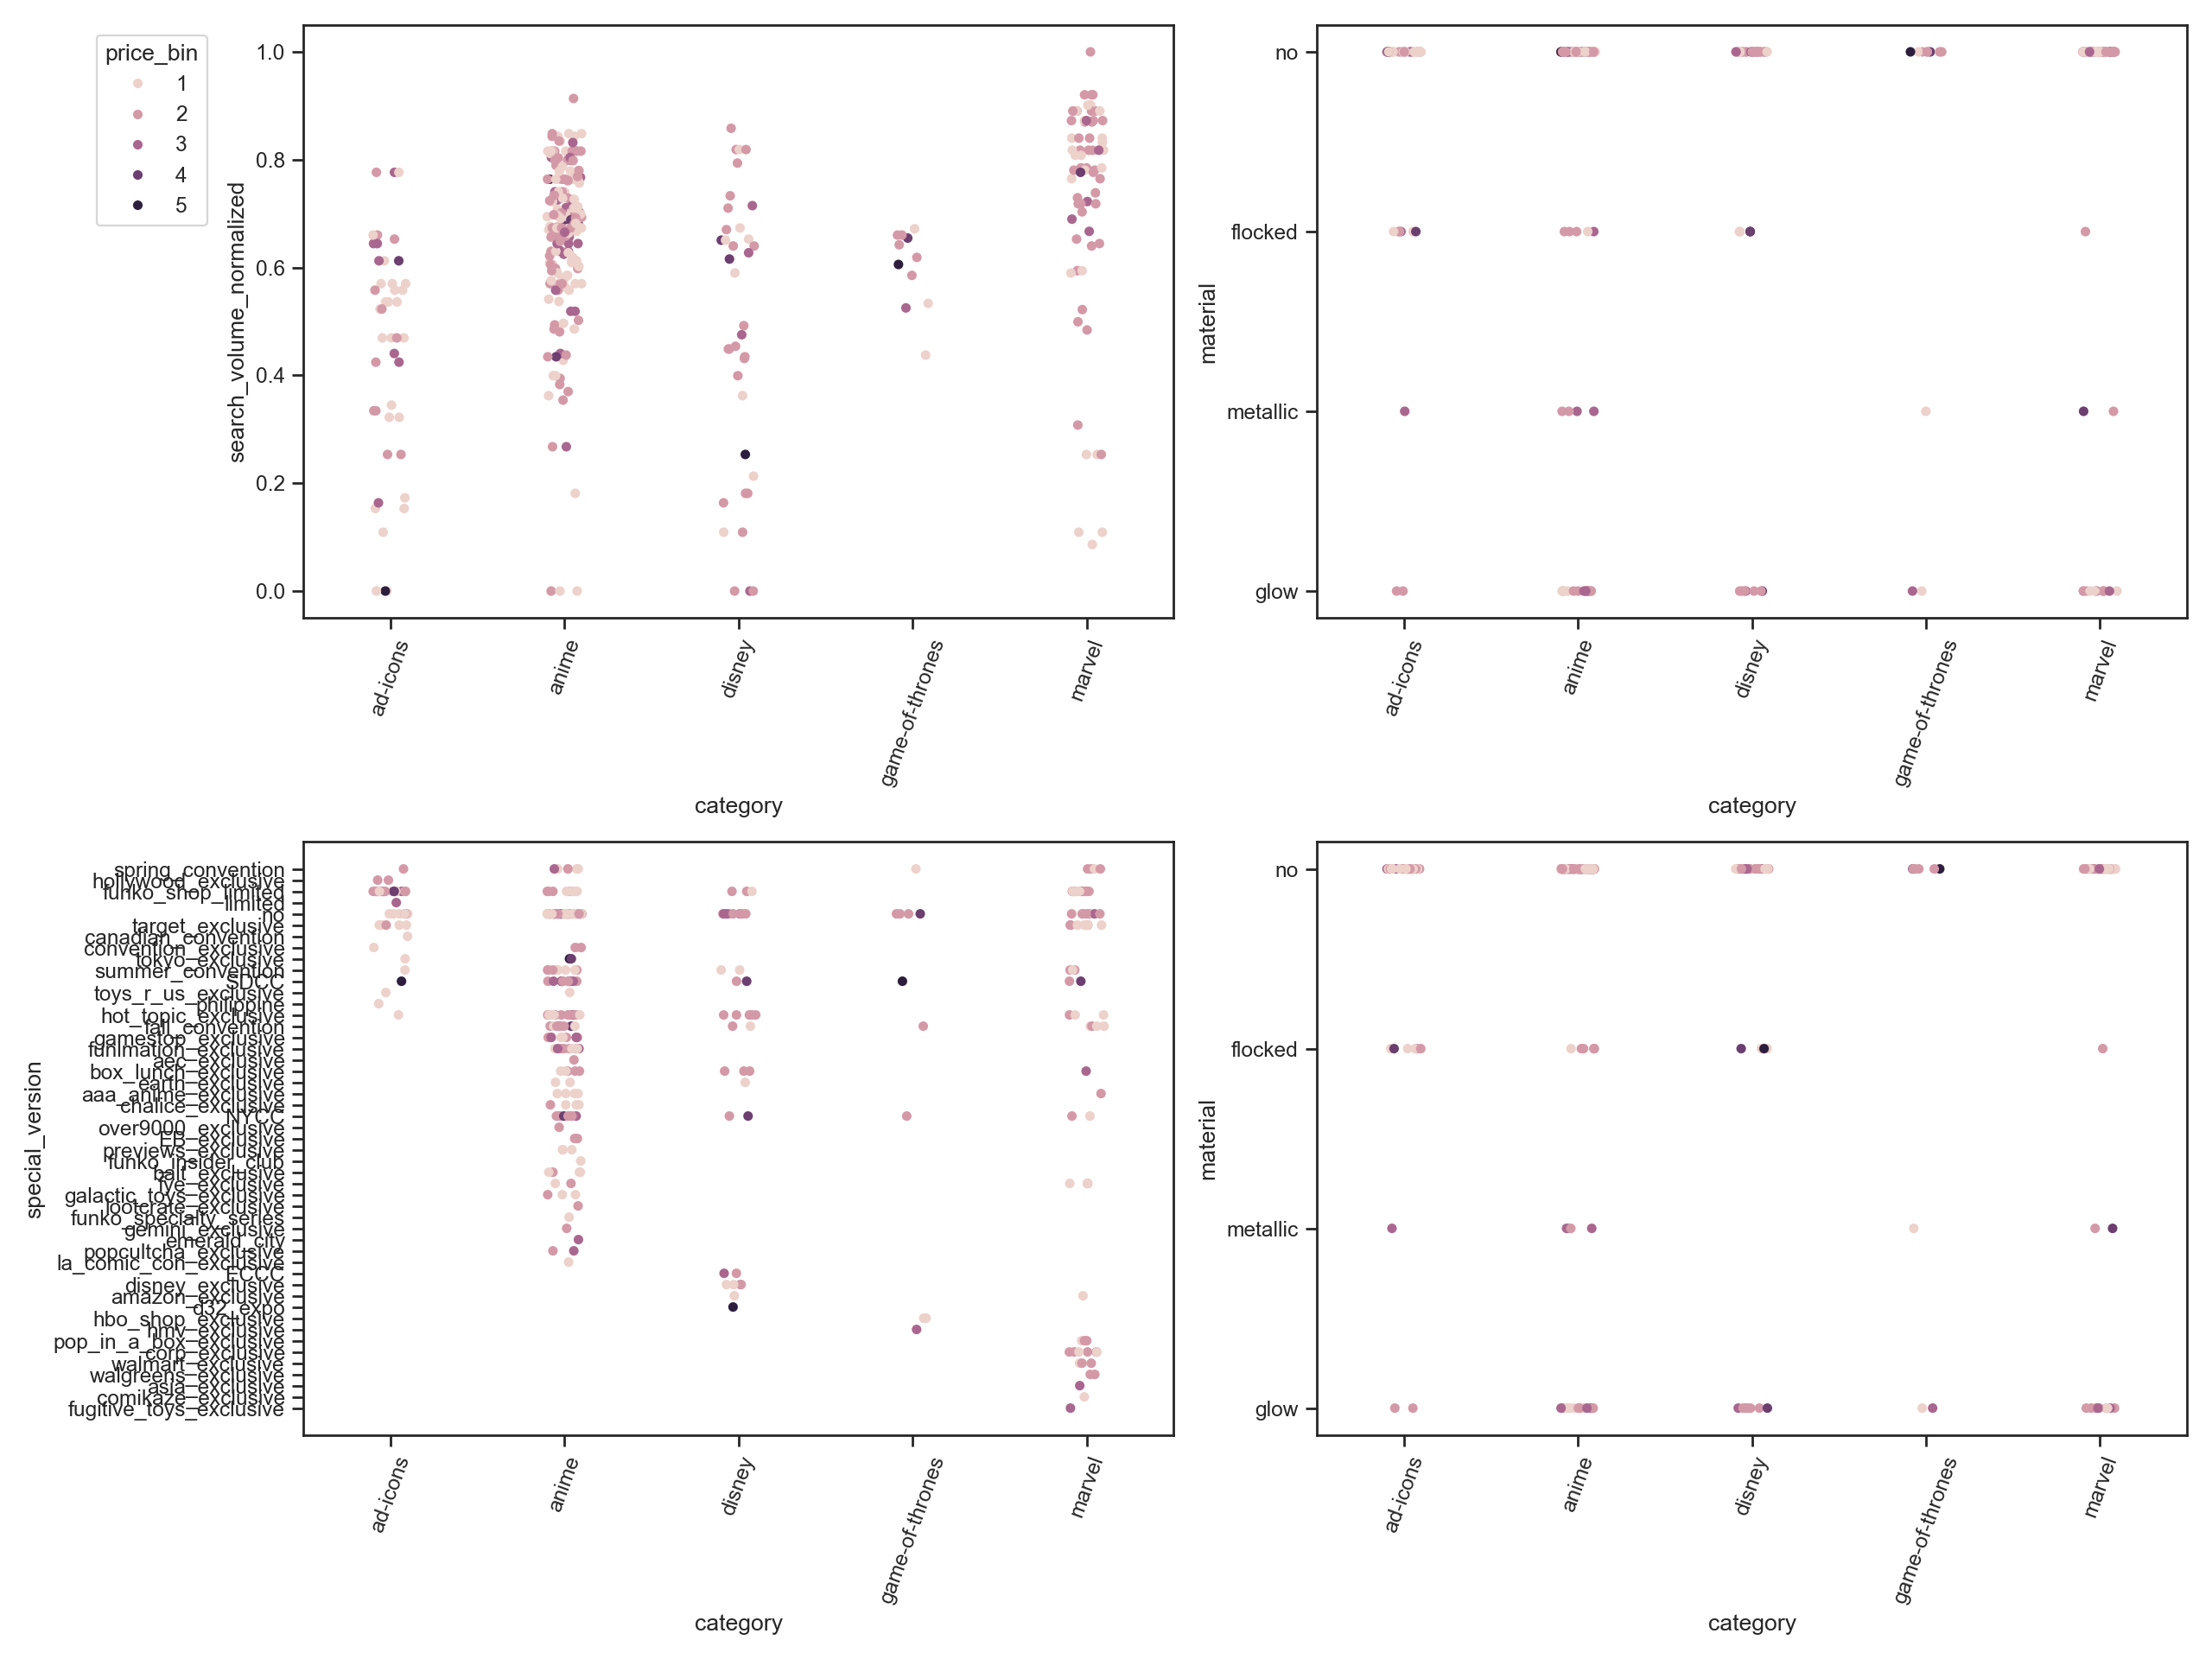 price_bin
1
2
3
4
5
search_volume_normalized
1.0
0.8
0.6
0.4
0.2
0.0
ad-icons
anime
disney
game-of-thrones
marvel
category
material
no
flocked
metallic
glow
ad-icons
anime
disney
game-of-thrones
marvel
category
special_version
spring_convention
hollywood_exclusive
funko_shop_limited
limited
no
target_exclusive
canadian_convention
convention_exclusive
tokyo_exclusive
summer_convention
SDCC
toys_r_us_exclusive
philippine
hot_topic_exclusive
fall_convention
gamestop_exclusive
funimation_exclusive
aec_exclusive
box_lunch_exclusive
earth_exclusive
aaa_anime_exclusive
chalice_exclusive
NYCC
over9000_exclusive
EB_exclusive
previews_exclusive
funko_insider_club
bait_exclusive
fye_exclusive
galactic_toys_exclusive
lootcrate_exclusive
funko_specialty_series
gemini_exclusive
emerald_city
popcultcha_exclusive
la_comic_con_exclusive
ECCC
disney_exclusive
amazon_exclusive
d32_expo
hbo_shop_exclusive
hmv_exclusive
pop_in_a_box_exclusive
corp_exclusive
walmart_exclusive
walgreens_exclusive
asia_exclusive
comikaze_exclusive
fugitive_toys_exclusive
ad-icons
anime
disney
game-of-thrones
marvel
category
material
no
flocked
metallic
glow
ad-icons
anime
disney
game-of-thrones
marvel
category